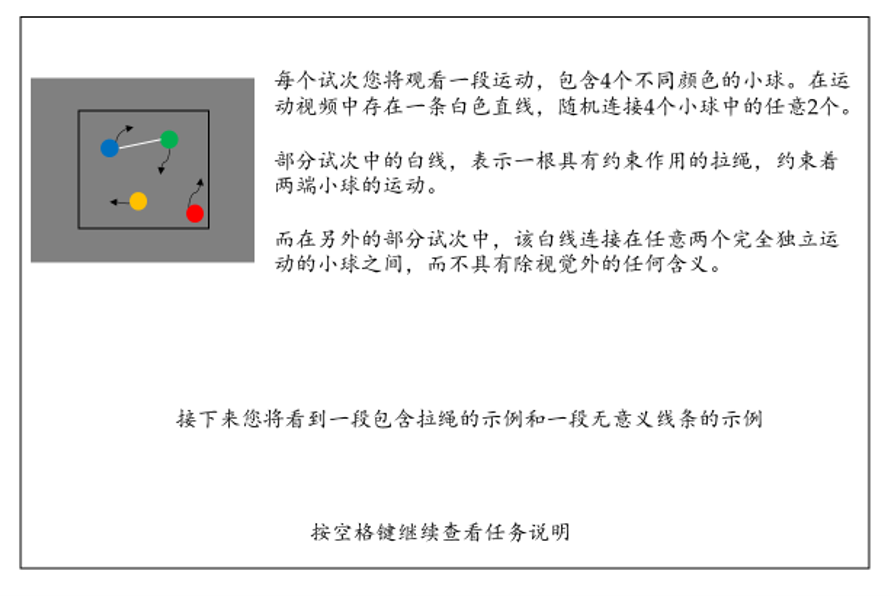 每个试次您将观看一段运动，包含4个不同颜色的小球。在运
动视频中存在一条白色直线，随机连接4个小球中的任意2个。
部分试次中的白线，表示一根具有约束作用的拉绳，约束着
两端小球的运动。
而在另外的部分试次中，该白线连接在任意两个完全独立运
动的小球之间，而不具有除视觉外的任何含义。
接下来您将看到一段包含拉绳的示例和一段无意义线条的示例
按空格键继续查看任务说明